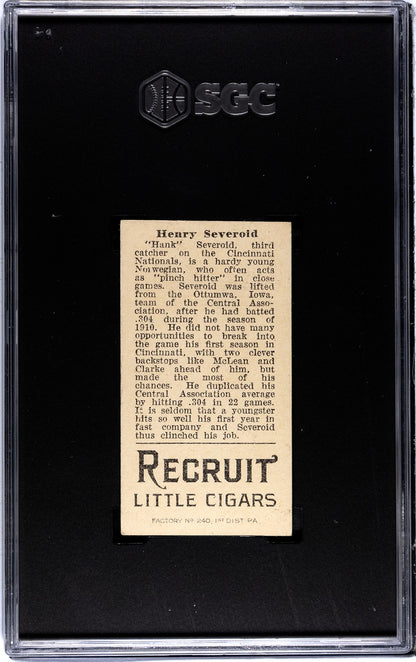 SGC
Henry Severoid
"Hank" Severoid, third
catcher on the Cincinnati
Nationals, is a hardy young
Norwegian, who often acts
as "pinch hitter" in close
games. Severoid was lifted
from the Ottumwa, Iowa,
team of the Central Asso-
ciation, after he had batted
.304 during the season of
1910. He did not have many
opportunities to break into
the game his first season in
Cincinnati, with two clever
backstops like McLean and
Clarke ahead of him, but
made the most of his
chances. He duplicated his
Central Association average
by hitting .304 in 22 games.
It is seldom that a youngster
hits so well his first year in
fast company and Severoid
thus clinched his job.
RECRUIT
LITTLE CIGARS
FACTORY No 240, 1ST DIST. PA.